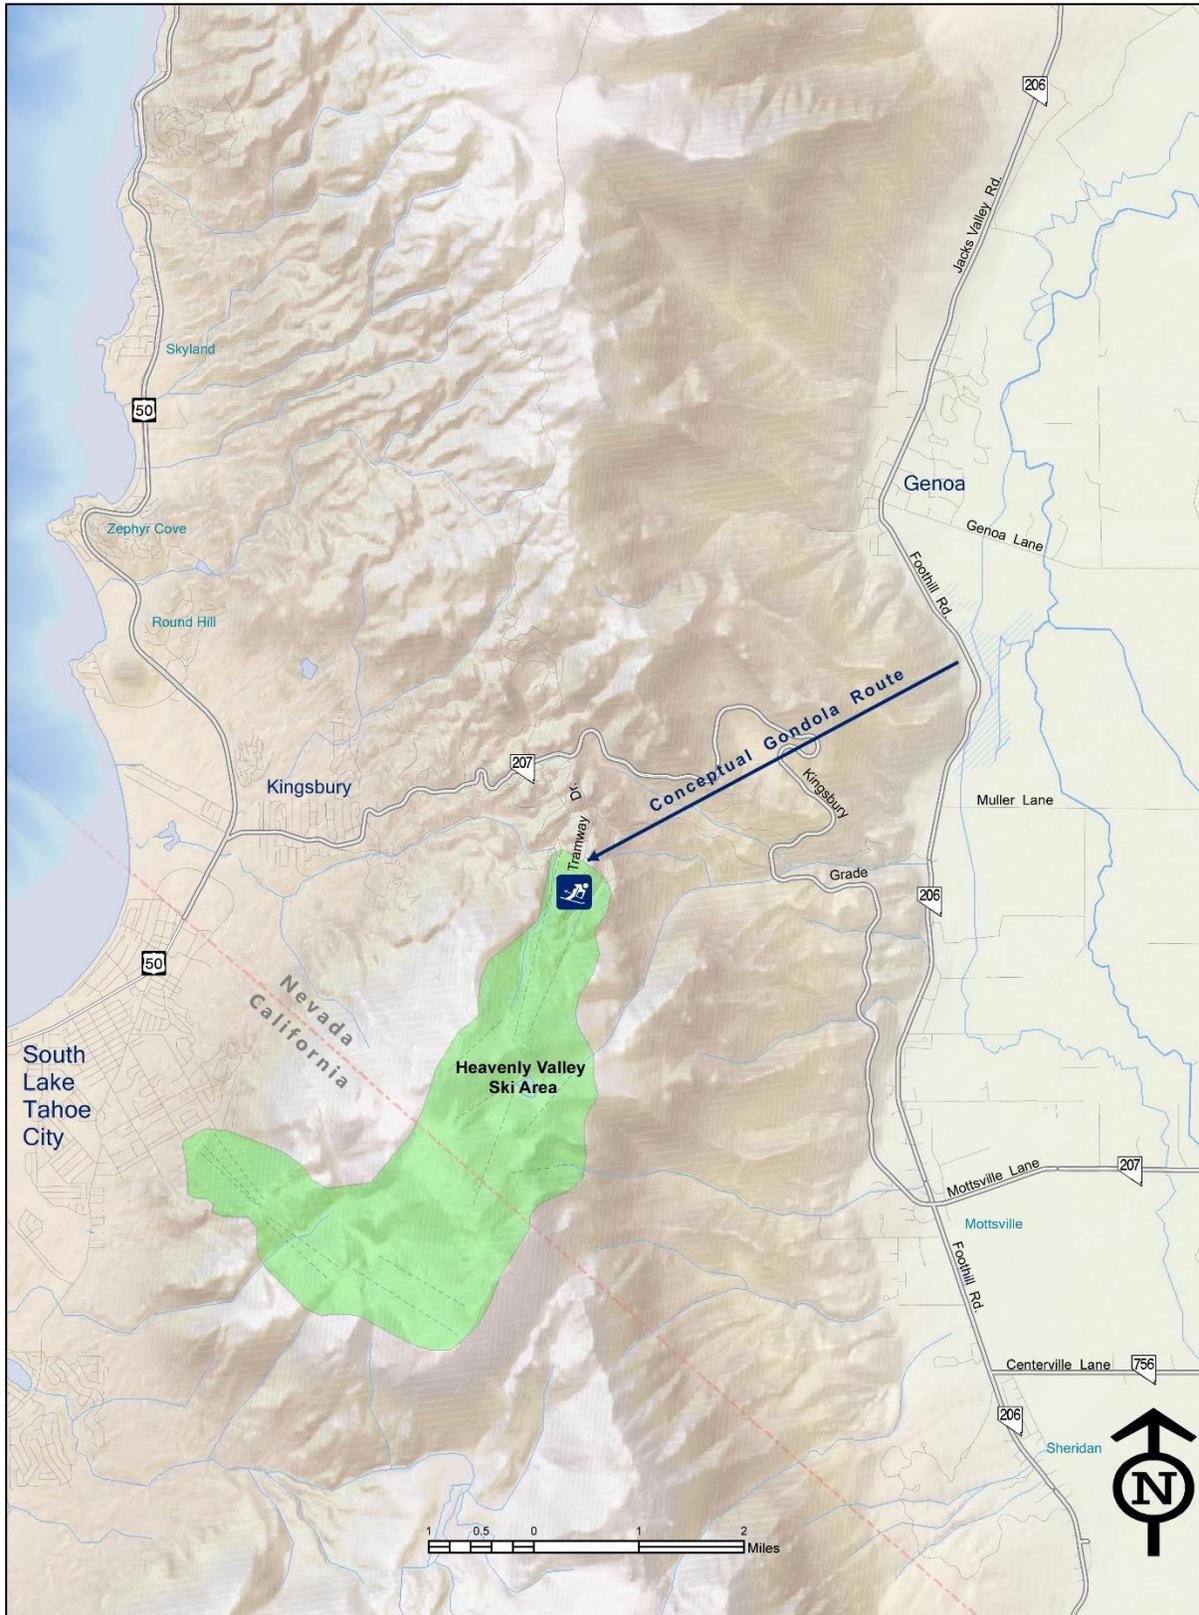 206
Jacks Valley Rd.
Skyland
50
Genoa
Zephyr Cove
Genoa Lane
Foothill Rd.
Round Hill
Conceptual Gondola Route
207
Kingsbury
Dr.
Kingsbury
Muller Lane
Tramway
Grade
206
50
Nevada
California
South
Lake
Tahoe
City
Heavenly Valley
Ski Area
Mottsville Lane
207
Mottsville
Foothill Rd.
Centerville Lane
756
206
Sheridan
N
1 0.5 0 1 2
Miles